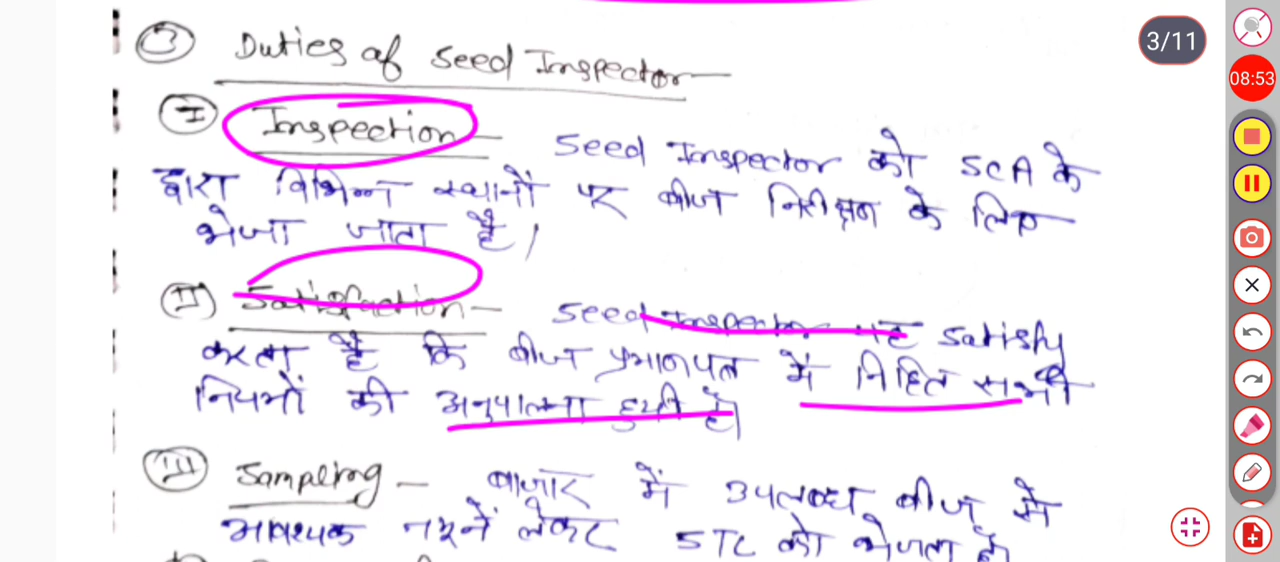 3/11
③ Duties of Seed Inspector —
08:53
Ⓘ Inspection — Seed Inspector को SCA के
द्वारा विभिन्न स्थानों पर बीज निरीक्षण के लिए
भेजा जाता है।
(II) Satisfaction — Seed Inspector यह Satisfy
करता है कि बीज प्रमाणपत्र में निहित सभी
नियमों की अनुपालना हुयी है।
(III) Sampling — बाजार में उपलब्ध बीज में
आवश्यक नमूनें लेकर STL को भेजता है